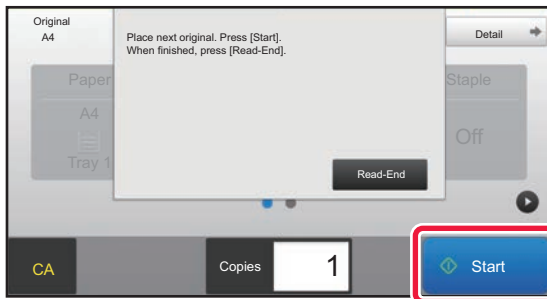 Original
A4
Place next original. Press [Start].
When finished, press [Read-End].
Detail
Paper
A4
Tray 1
Staple
Off
Read-End
CA
Copies
1
Start